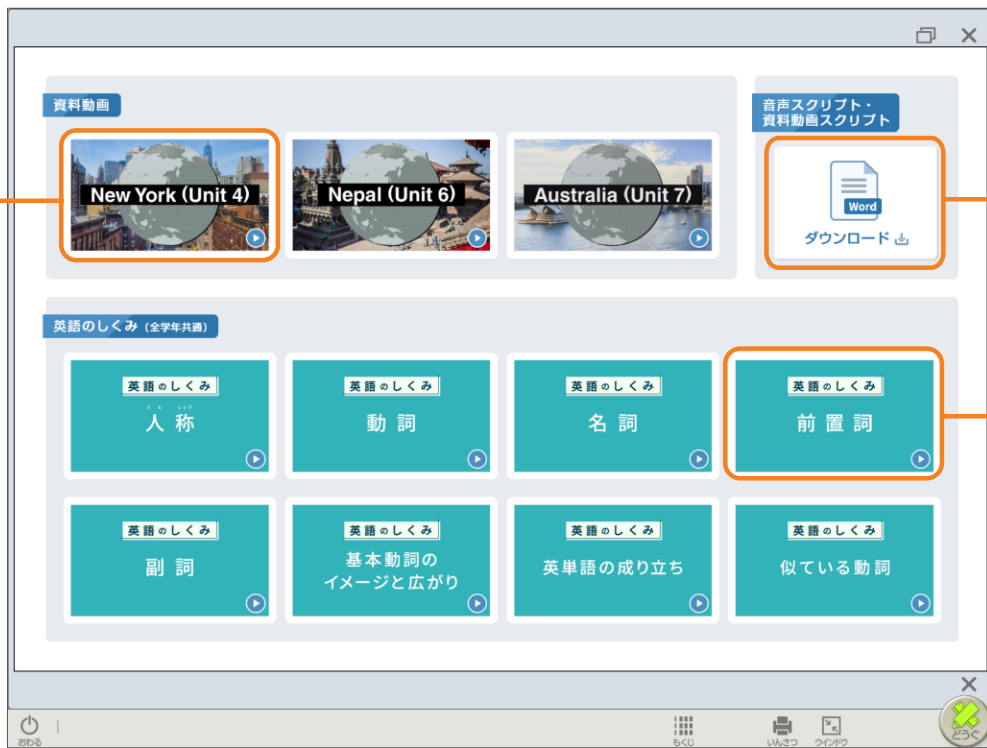 資料動画
New York (Unit 4)
Nepal (Unit 6)
Australia (Unit 7)
音声スクリプト・
資料動画スクリプト
Word
ダウンロード
英語のしくみ (全学年共通)
英語のしくみ
にんしょう
人称
英語のしくみ
動詞
英語のしくみ
名詞
英語のしくみ
前置詞
英語のしくみ
副詞
英語のしくみ
基本動詞の
イメージと広がり
英語のしくみ
英単語の成り立ち
英語のしくみ
似ている動詞
おわる
もくじ
いんさつ
ウインドウ
どうぐ